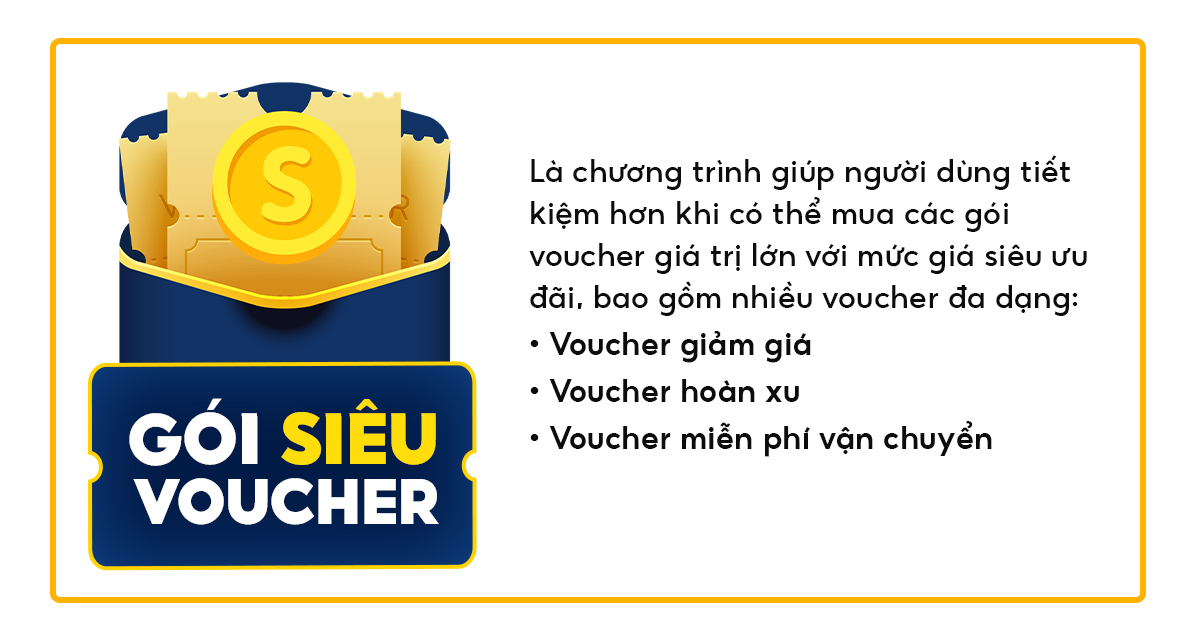 S
GÓI SIÊU
VOUCHER
Là chương trình giúp người dùng tiết
kiệm hơn khi có thể mua các gói
voucher giá trị lớn với mức giá siêu ưu
đãi, bao gồm nhiều voucher đa dạng:
• Voucher giảm giá
• Voucher hoàn xu
• Voucher miễn phí vận chuyển